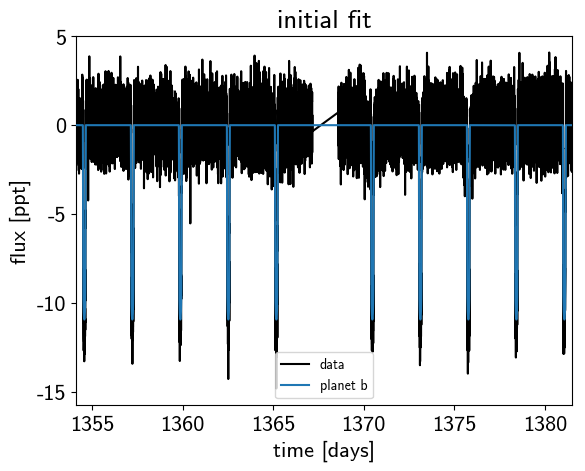 initial fit
5
0
-5
-10
-15
flux [ppt]
data
planet b
1355 1360 1365 1370 1375 1380
time [days]